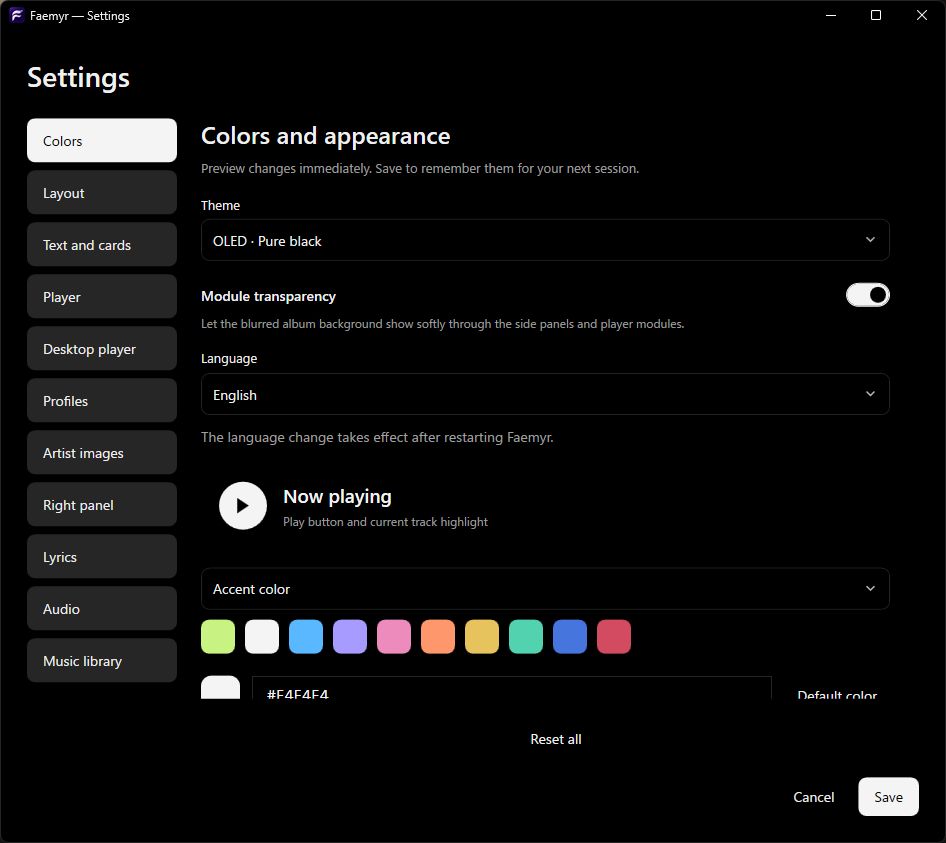 Faemyr — Settings
Settings
Colors
Layout
Text and cards
Player
Desktop player
Profiles
Artist images
Right panel
Lyrics
Audio
Music library
Colors and appearance
Preview changes immediately. Save to remember them for your next session.
Theme
OLED · Pure black
Module transparency
Let the blurred album background show softly through the side panels and player modules.
Language
English
The language change takes effect after restarting Faemyr.
Now playing
Play button and current track highlight
Accent color
#F4F4F4
Default color
Reset all
Cancel
Save